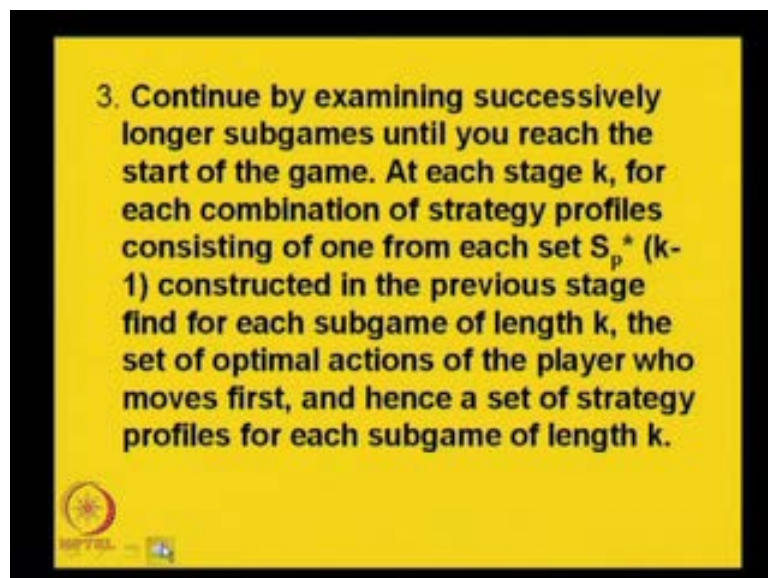 3. Continue by examining successively
longer subgames until you reach the
start of the game. At each stage k, for
each combination of strategy profiles
consisting of one from each set Sp* (k-
1) constructed in the previous stage
find for each subgame of length k, the
set of optimal actions of the player who
moves first, and hence a set of strategy
profiles for each subgame of length k.
NPTEL